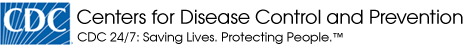 CDC Centers for Disease Control and Prevention
CDC 24/7: Saving Lives. Protecting People.™